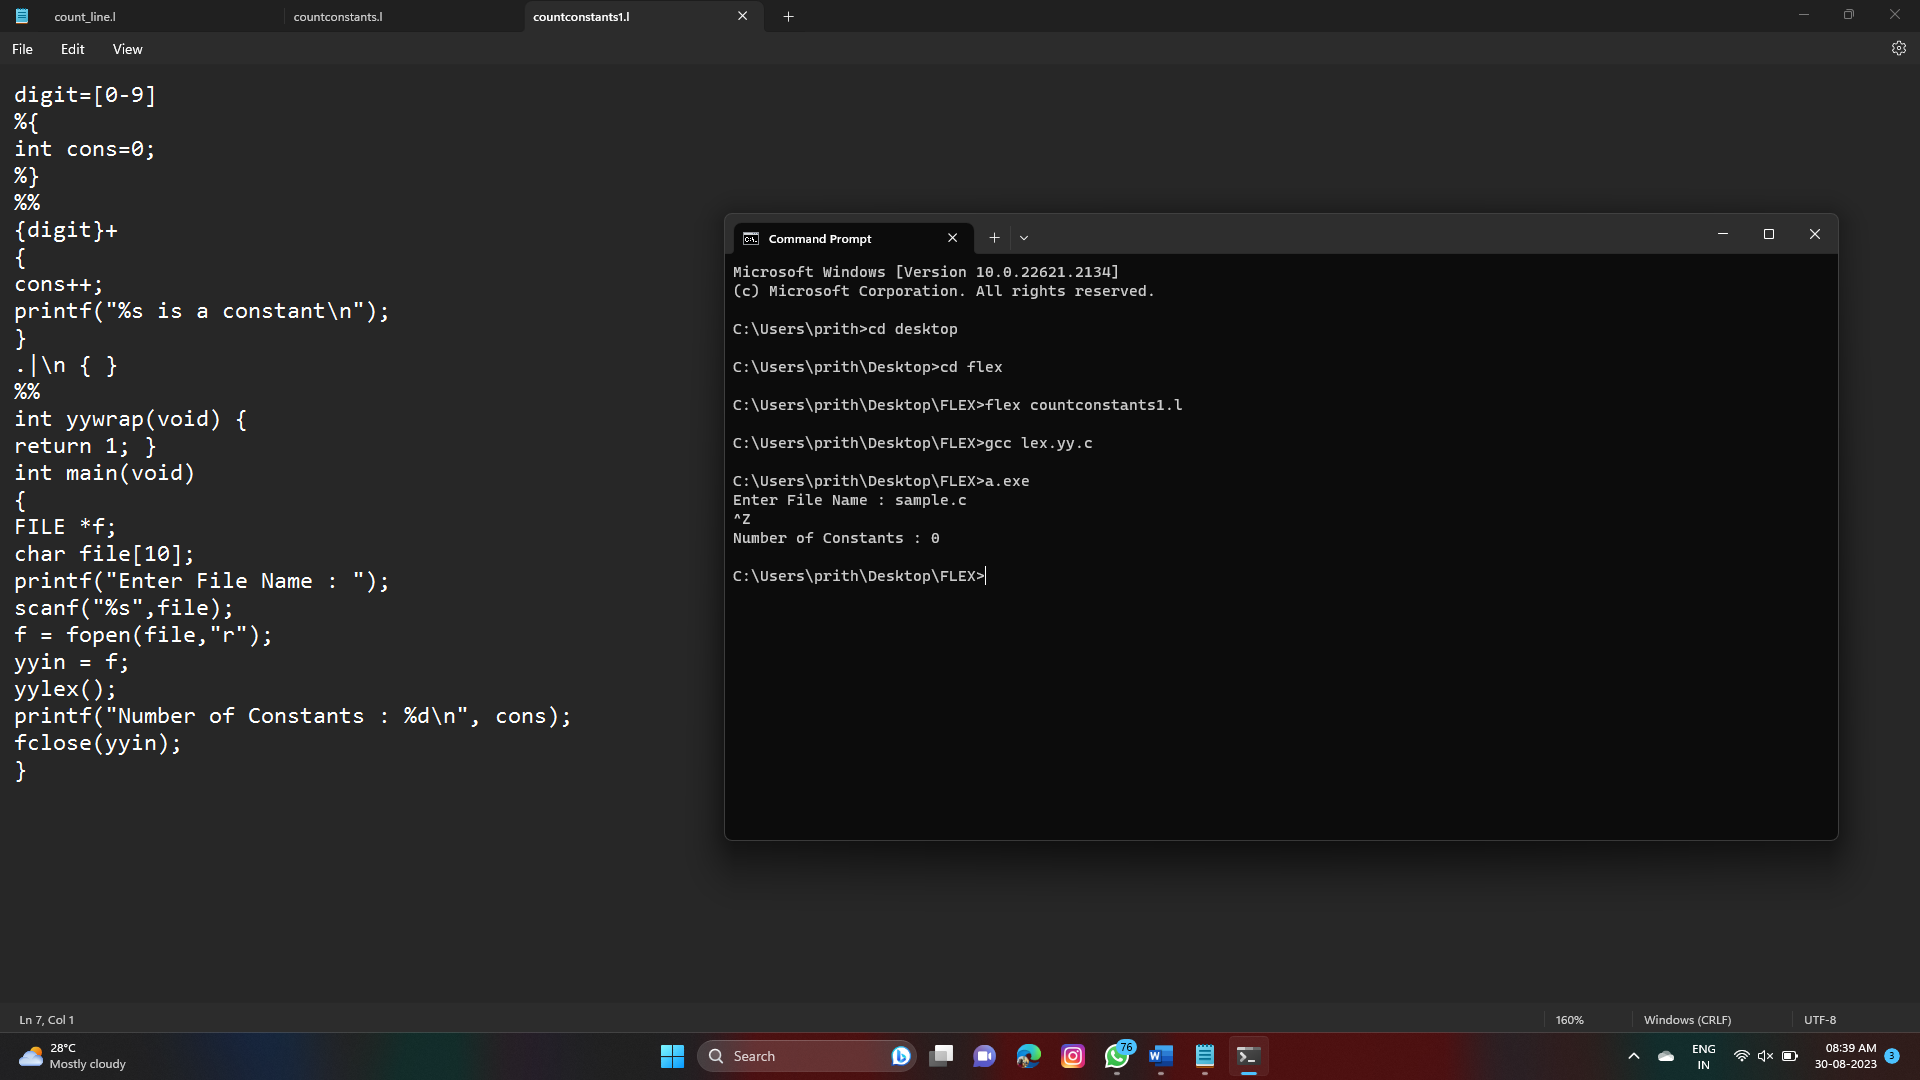 count_line.l
countconstants.l
countconstants1.l
File
Edit
View
digit=[0-9]
%{
int cons=0;
%}
%%
{digit}+
{
cons++;
printf("%s is a constant\n");
}
.|\n { }
%%
int yywrap(void) {
return 1; }
int main(void)
{
FILE *f;
char file[10];
printf("Enter File Name : ");
scanf("%s",file);
f = fopen(file,"r");
yyin = f;
yylex();
printf("Number of Constants : %d\n", cons);
fclose(yyin);
}
Command Prompt
Microsoft Windows [Version 10.0.22621.2134]
(c) Microsoft Corporation. All rights reserved.
C:\Users\prith>cd desktop
C:\Users\prith\Desktop>cd flex
C:\Users\prith\Desktop\FLEX>flex countconstants1.l
C:\Users\prith\Desktop\FLEX>gcc lex.yy.c
C:\Users\prith\Desktop\FLEX>a.exe
Enter File Name : sample.c
^Z
Number of Constants : 0
C:\Users\prith\Desktop\FLEX>
Ln 7, Col 1
160%
Windows (CRLF)
UTF-8
28°C
Mostly cloudy
Search
76
ENG
IN
08:39 AM
30-08-2023
3